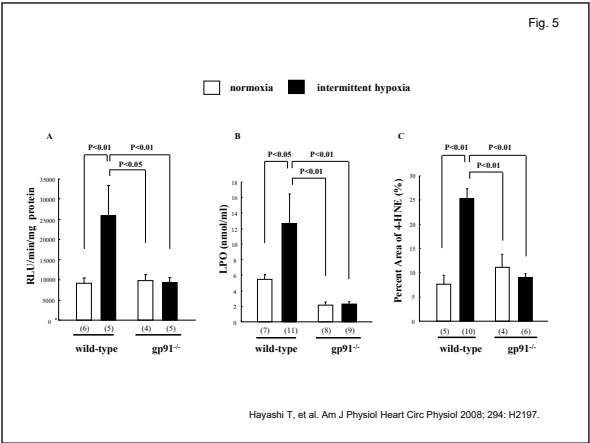 Fig. 5
normoxia intermittent hypoxia
A
P<0.01 P<0.01
P<0.05
RLU/min/mg protein
35000
30000
25000
20000
15000
10000
5000
(6) (5) (4) (5)
wild-type gp91-/-
B
P<0.05 P<0.01
P<0.01
LPO (nmol/ml)
18
16
14
12
10
8
6
4
2
0
(7) (11) (8) (9)
wild-type gp91-/-
C
P<0.01 P<0.01
P<0.01
Percent Area of 4-HNE (%)
30
25
20
15
10
5
0
(5) (10) (4) (6)
wild-type gp91-/-
Hayashi T, et al. Am J Physiol Heart Circ Physiol 2008; 294: H2197.